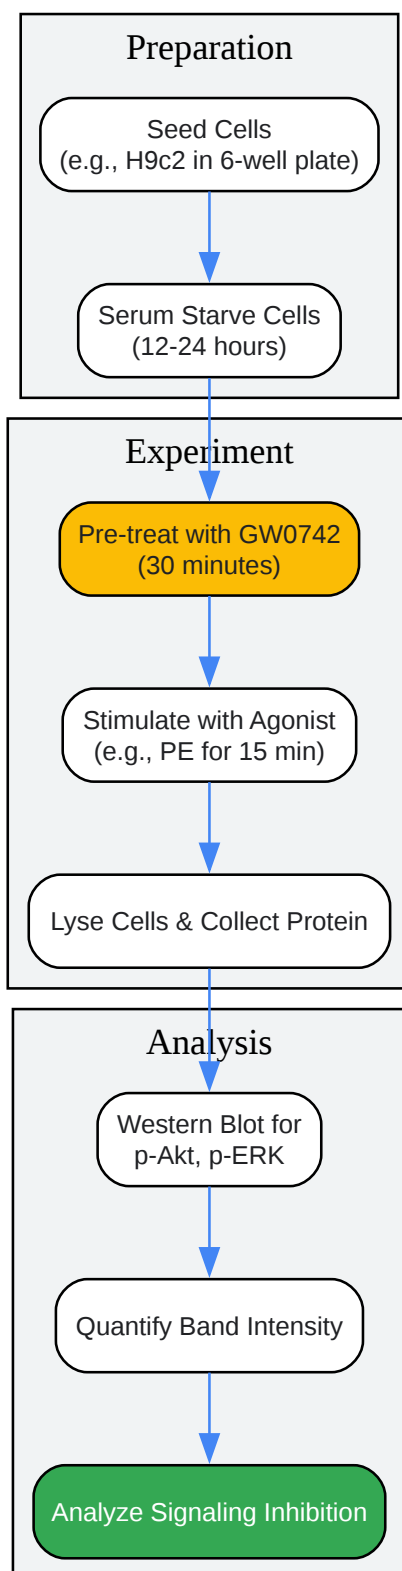 Preparation
Seed Cells
(e.g., H9c2 in 6-well plate)
Serum Starve Cells
(12-24 hours)
Experiment
Pre-treat with GW0742
(30 minutes)
Stimulate with Agonist
(e.g., PE for 15 min)
Lyse Cells & Collect Protein
Analysis
Western Blot for
p-Akt, p-ERK
Quantify Band Intensity
Analyze Signaling Inhibition